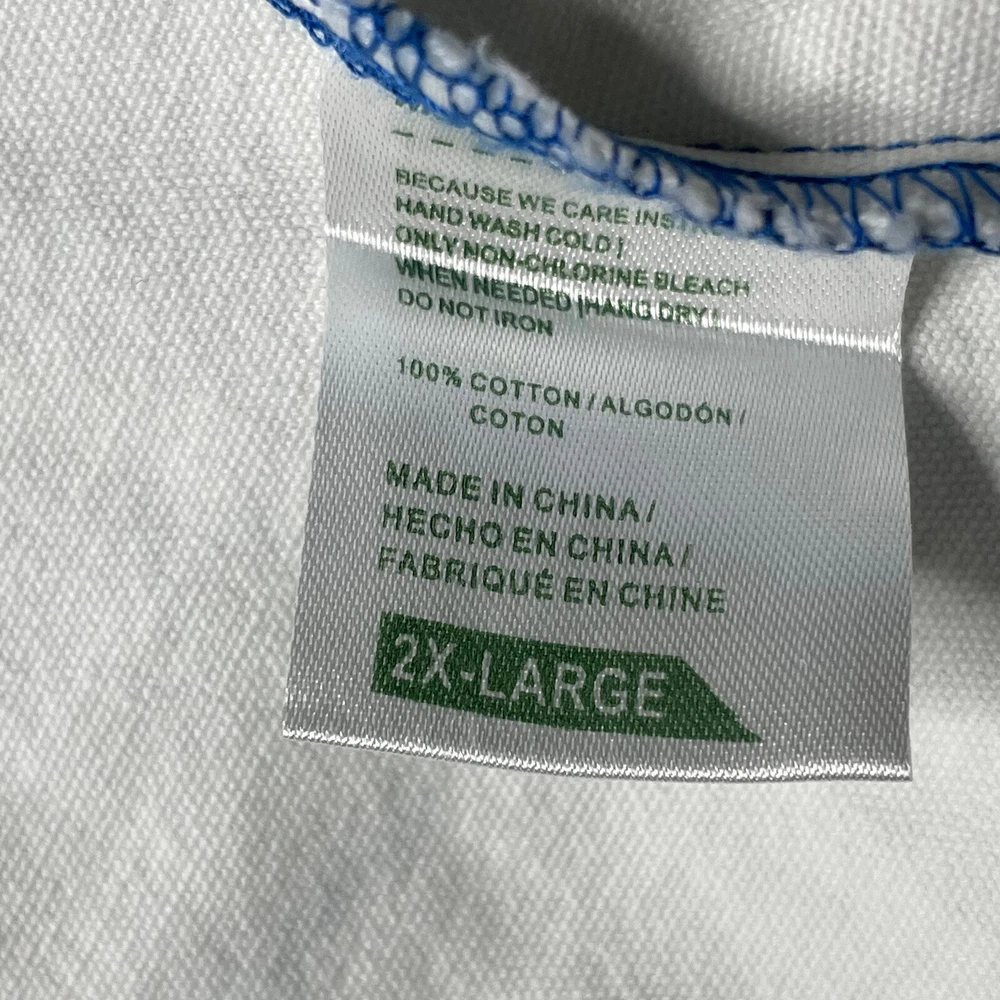 BECAUSE WE CARE
HAND WASH COLD |
ONLY NON-CHLORINE BLEACH
WHEN NEEDED |HANG DRY /
DO NOT IRON
100% COTTON / ALGODÓN /
COTON
MADE IN CHINA /
HECHO EN CHINA /
FABRIQUÉ EN CHINE
2X-LARGE